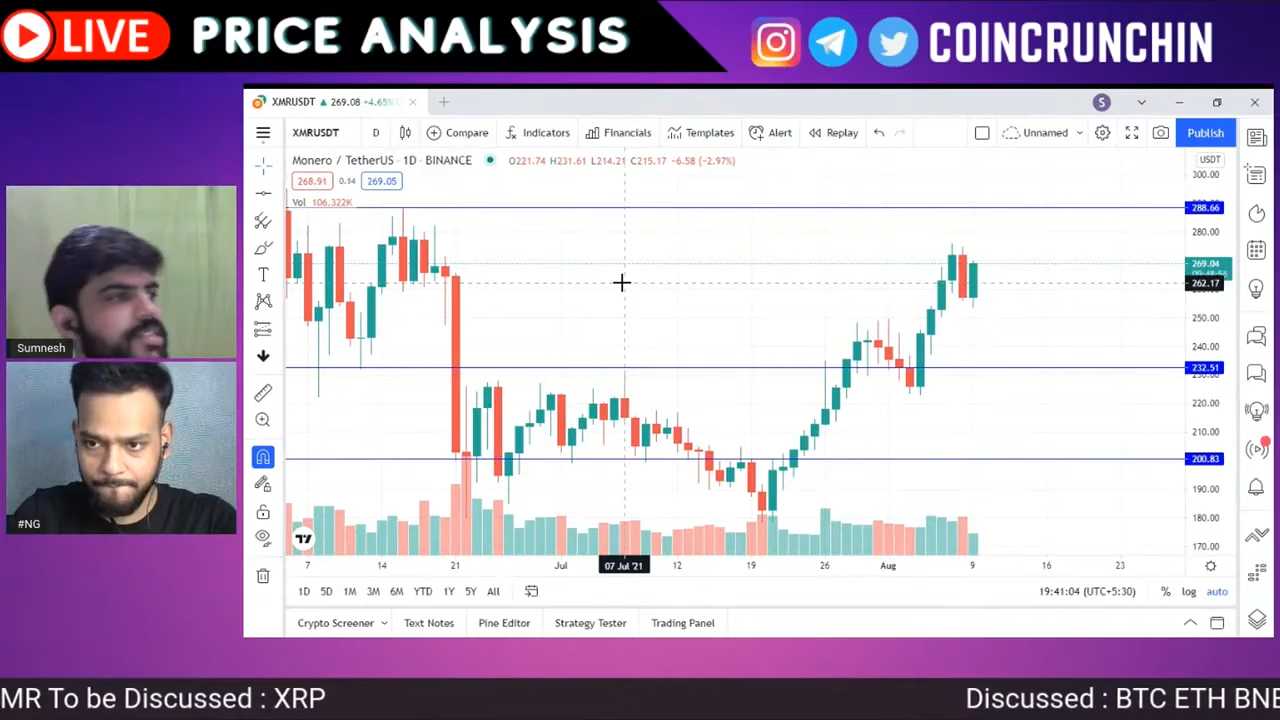 LIVE PRICE ANALYSIS COINCRUNCHIN
XMRUSDT 269.08 +4.65%
S
XMRUSDT D Compare Indicators Financials Templates Alert Replay Unnamed Publish
Monero / TetherUS · 1D · BINANCE O221.74 H231.61 L214.21 C215.17 -6.58 (-2.97%)
USDT
268.91 0.14 269.05
Vol 106.322K
300.00
288.66
280.00
269.04
262.17
250.00
240.00
232.51
220.00
210.00
200.83
190.00
180.00
170.00
Sumnesh
#NG
7 14 21 Jul 07 Jul '21 12 19 26 Aug 9 16 23
1D 5D 1M 3M 6M YTD 1Y 5Y All 19:41:04 (UTC+5:30) % log auto
Crypto Screener Text Notes Pine Editor Strategy Tester Trading Panel
MR To be Discussed : XRP Discussed : BTC ETH BNB